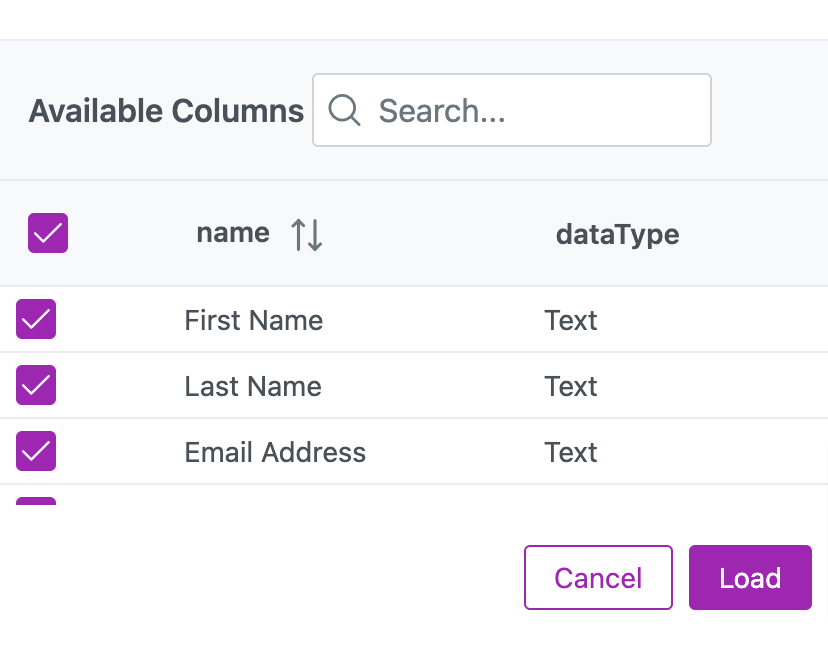 Available Columns Search...
name dataType
First Name Text
Last Name Text
Email Address Text
Cancel Load